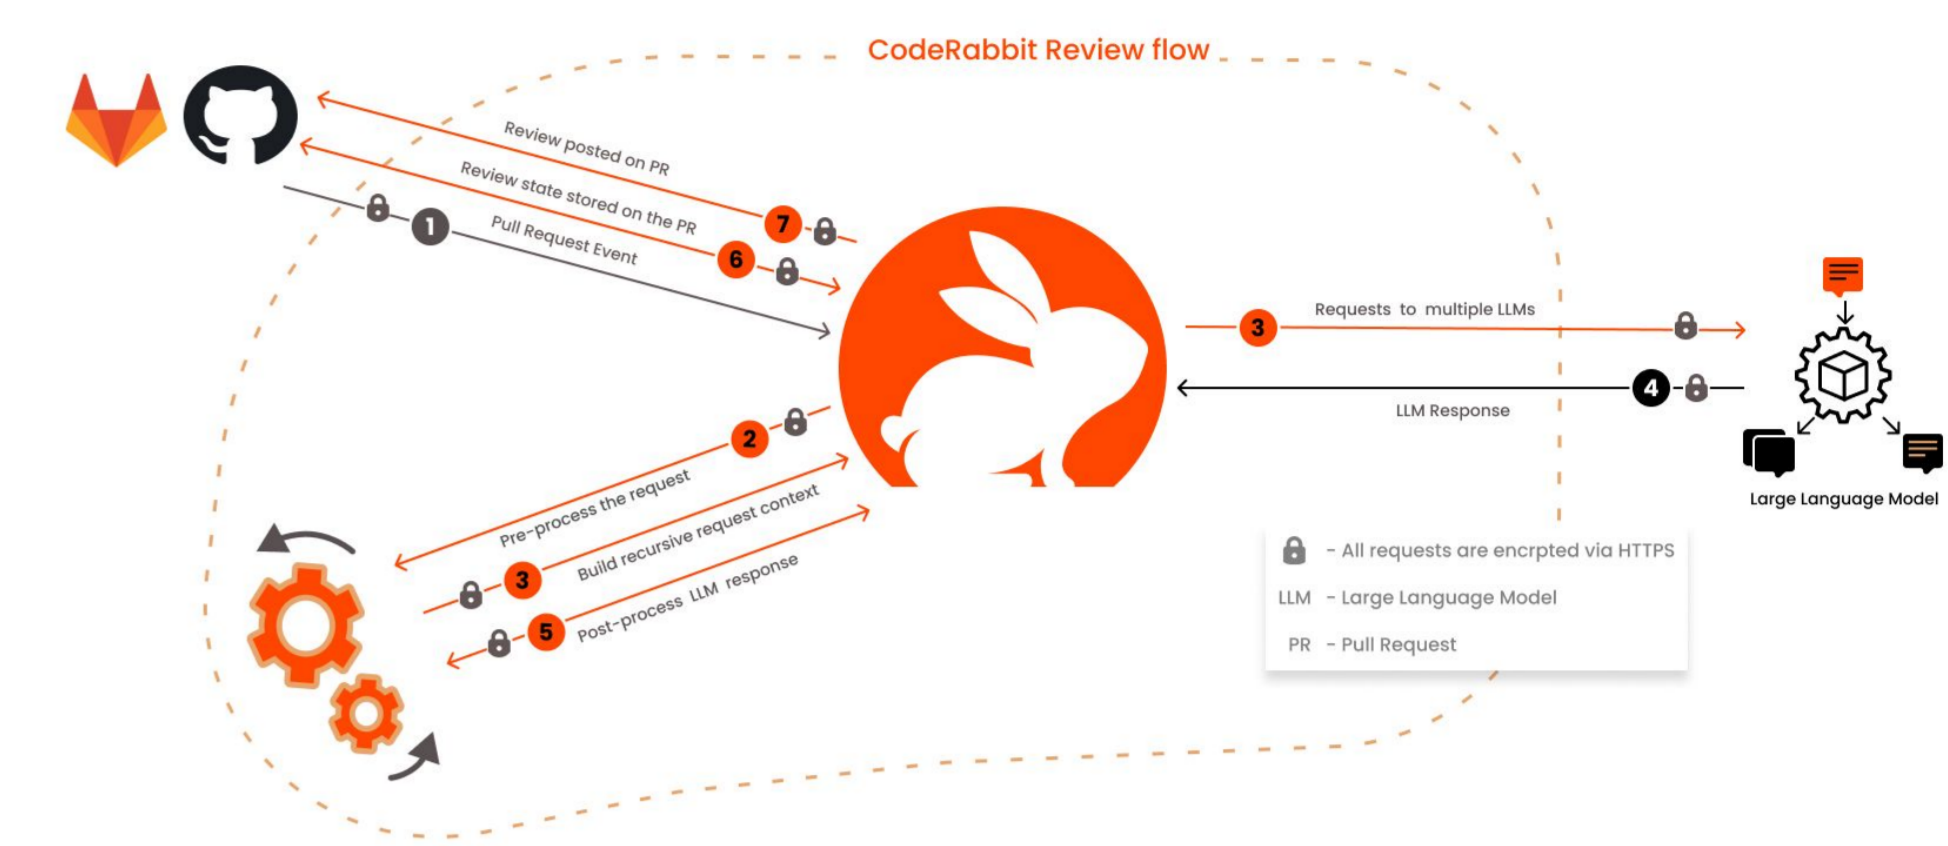 CodeRabbit Review flow
Review posted on PR
7
Review state stored on the PR
6
1
Pull Request Event
3
Requests to multiple LLMs
4
LLM Response
Large Language Model
2
Pre-process the request
3
Build recursive request context
5
Post-process LLM response
- All requests are encrpted via HTTPS
LLM - Large Language Model
PR - Pull Request